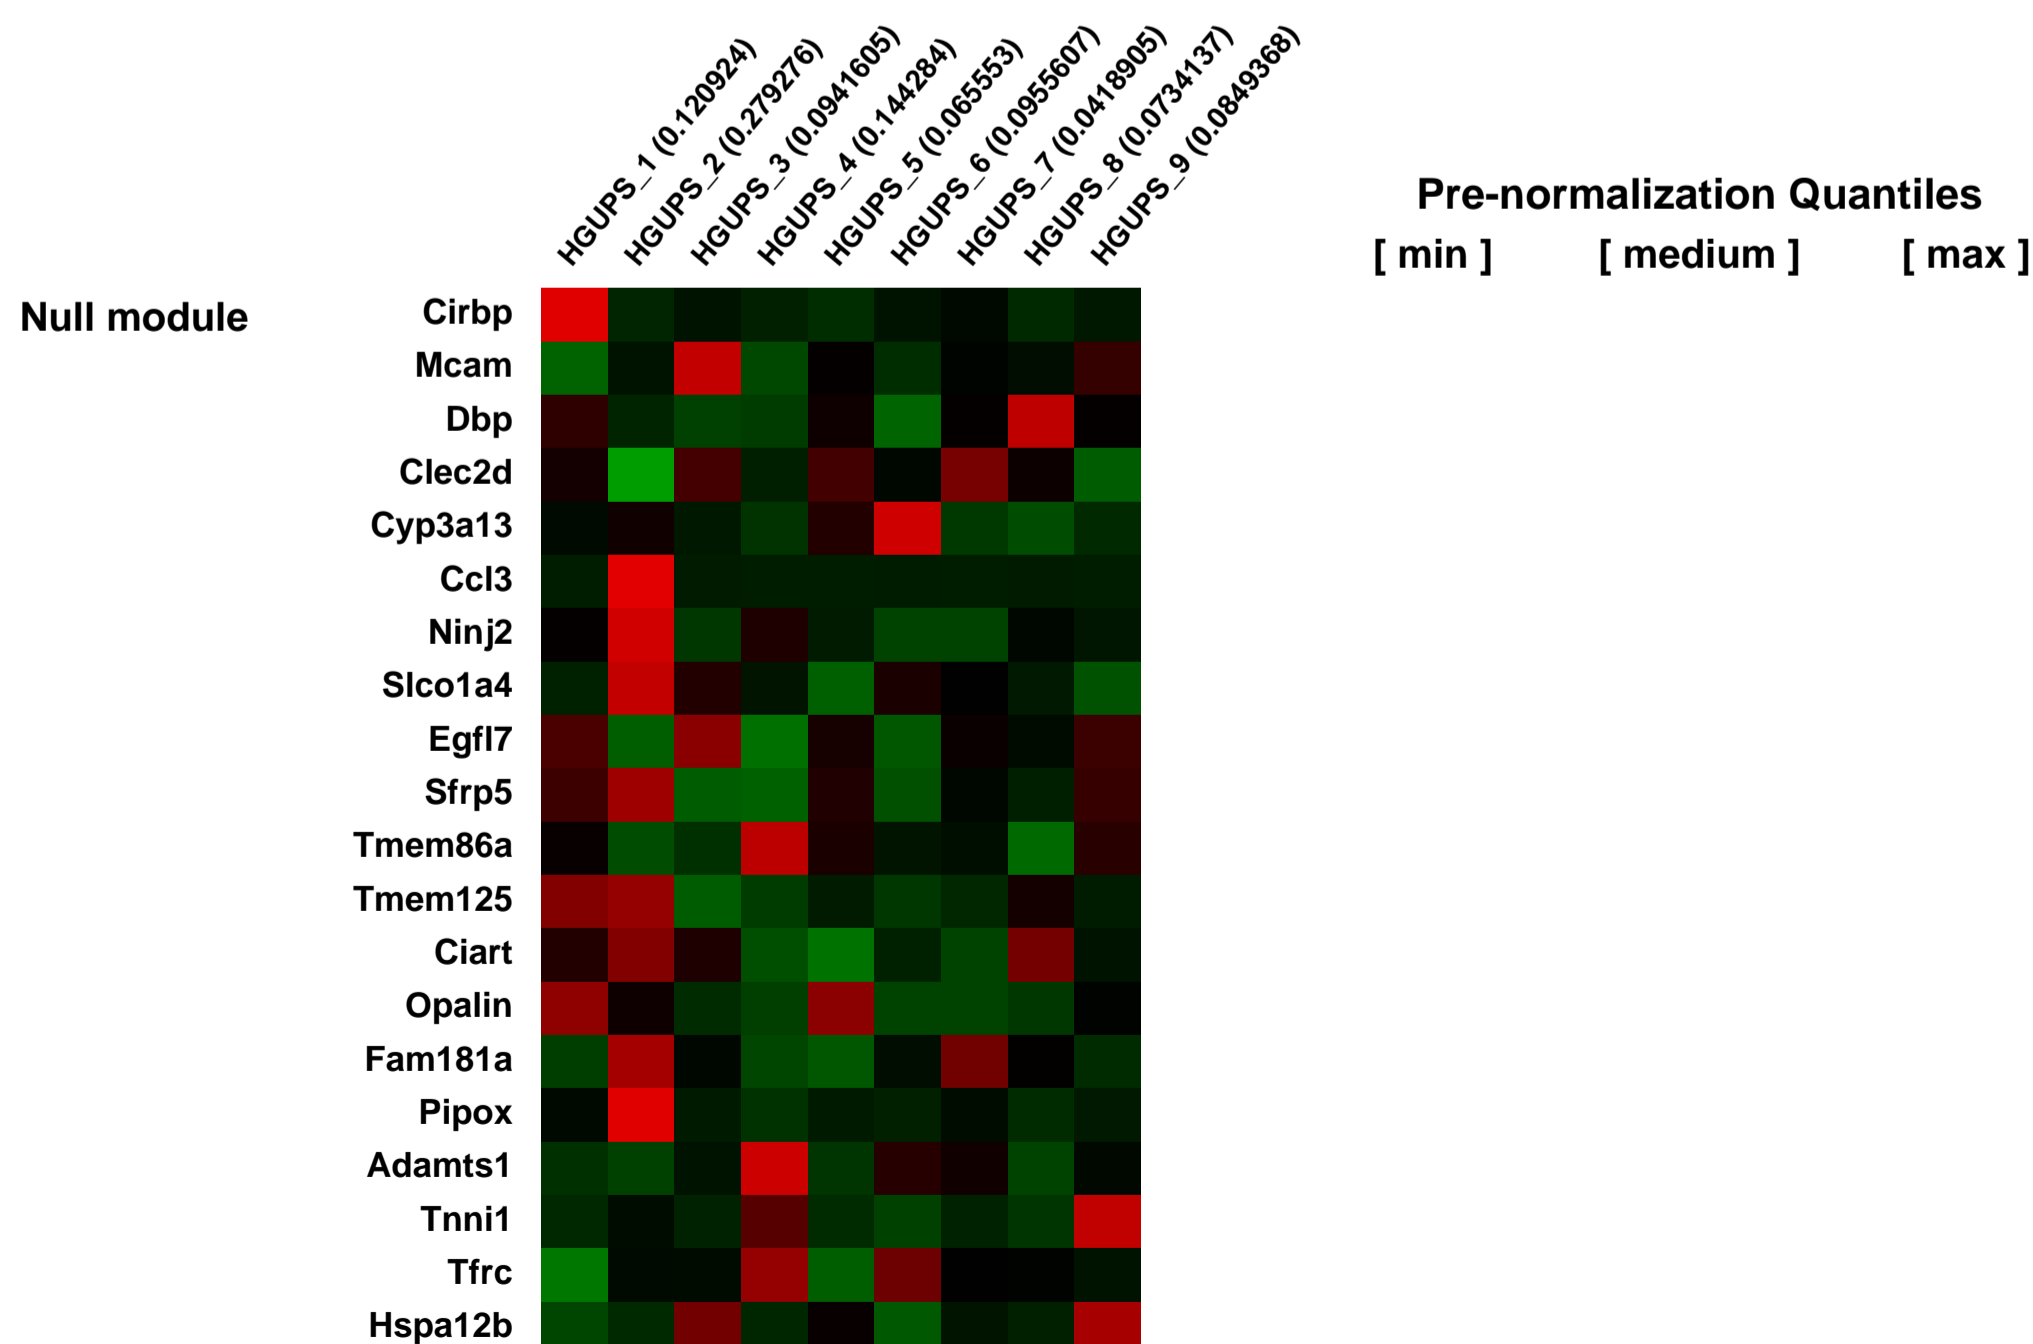 HGUPS_1 (0.120924)
HGUPS_2 (0.279276)
HGUPS_3 (0.0941605)
HGUPS_4 (0.144284)
HGUPS_5 (0.065553)
HGUPS_6 (0.0955607)
HGUPS_7 (0.0418905)
HGUPS_8 (0.0734137)
HGUPS_9 (0.0849368)
Pre-normalization Quantiles
[ min ] [ medium ] [ max ]
Null module
Cirbp
Mcam
Dbp
Clec2d
Cyp3a13
Ccl3
Ninj2
Slco1a4
Egfl7
Sfrp5
Tmem86a
Tmem125
Ciart
Opalin
Fam181a
Pipox
Adamts1
Tnni1
Tfrc
Hspa12b